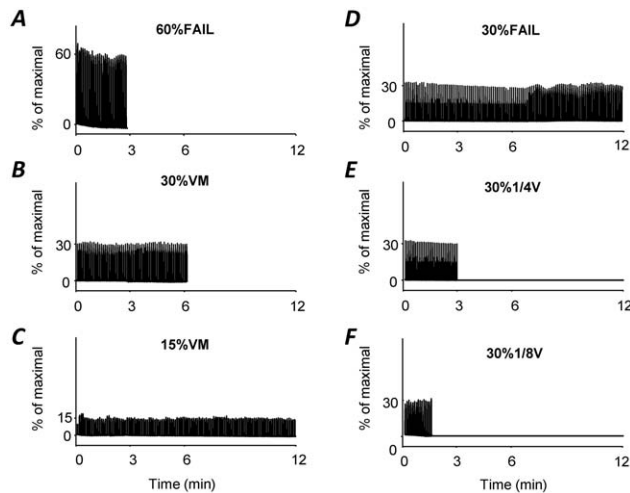 A
60%FAIL
% of maximal
60
0
0 3 6 12
B
30%VM
% of maximal
30
0
0 3 6 12
C
15%VM
% of maximal
15
0
0 3 6 12
Time (min)
D
30%FAIL
% of maximal
30
0
0 3 6 12
E
30%1/4V
% of maximal
30
0
0 3 6 12
F
30%1/8V
% of maximal
30
0
0 3 6 12
Time (min)